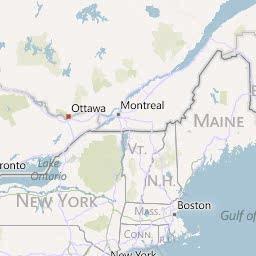 Ottawa
Montreal
MAINE
VT.
ronto
Lake
Ontario
N.H.
NEW YORK
MASS.
Boston
Gulf of
CONN.
R.I.
New York